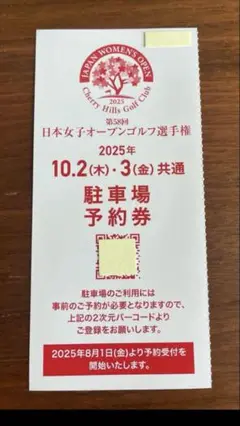 JAPAN WOMEN'S OPEN
2025
Cherry Hills Golf Club
第58回
日本女子オープンゴルフ選手権
2025年
10.2(木)・3(金)共通
駐車場
予約券
駐車場のご利用には
事前のご予約が必要となりますので、
上記の2次元バーコードより
ご登録をお願いします。
2025年8月1日(金)より予約受付を
開始いたします。